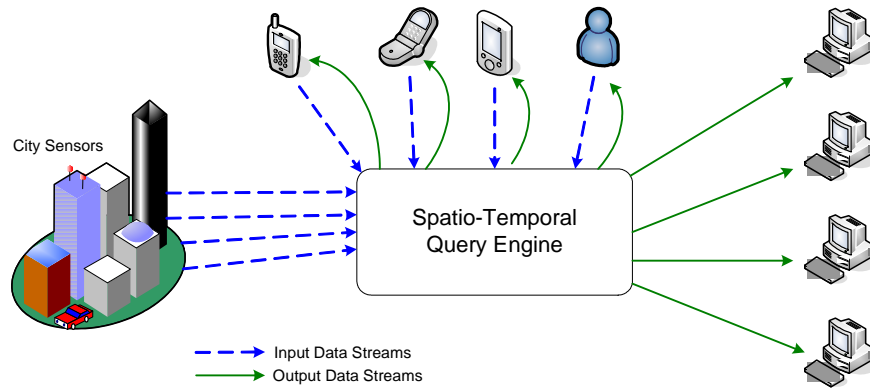 City Sensors
Spatio-Temporal
Query Engine
Input Data Streams
Output Data Streams